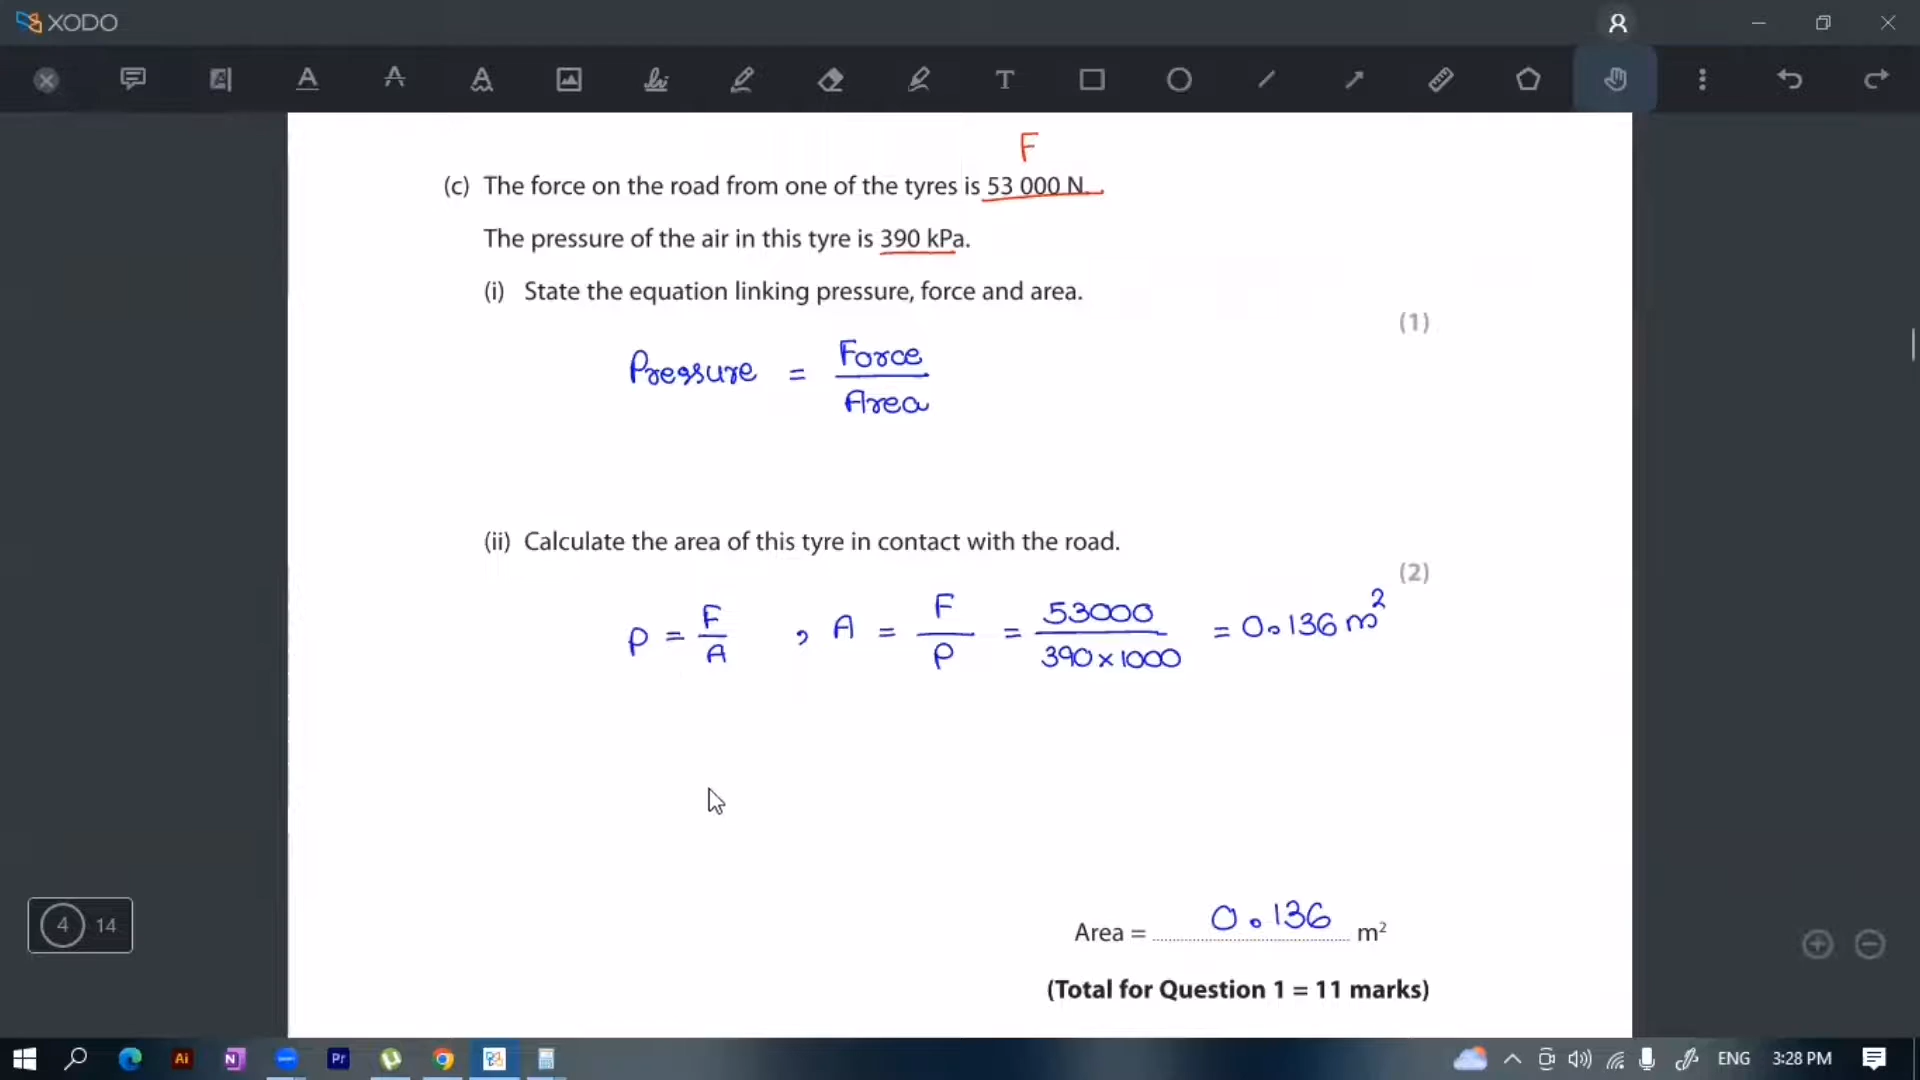 XODO
F
(c) The force on the road from one of the tyres is 53 000 N.
The pressure of the air in this tyre is 390 kPa.
(i) State the equation linking pressure, force and area.
(1)
Pressure = Force / Area
(ii) Calculate the area of this tyre in contact with the road.
(2)
P = F/A , A = F/P = 53000 / 390 × 1000 = 0.136 m²
4 14
Area = 0.136 m²
(Total for Question 1 = 11 marks)
Ai N Pr ENG 3:28 PM